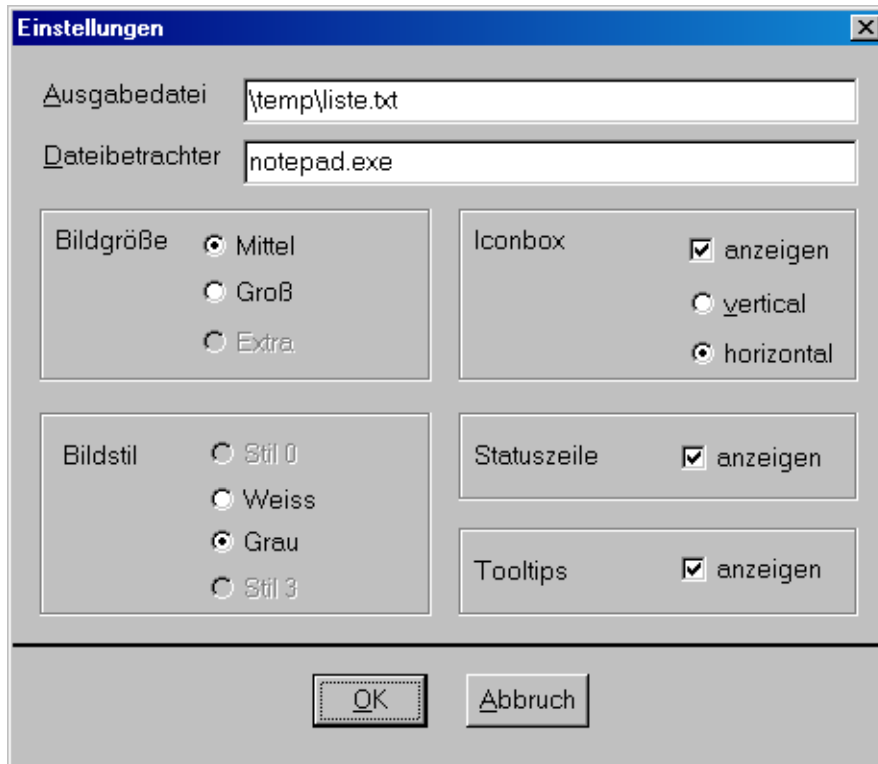 Einstellungen
Ausgabedatei
\temp\liste.txt
Dateibetrachter
notepad.exe
Bildgröße
Mittel
Groß
Extra
Iconbox
anzeigen
vertical
horizontal
Bildstil
Stil 0
Weiss
Grau
Stil 3
Statuszeile
anzeigen
Tooltips
anzeigen
OK
Abbruch